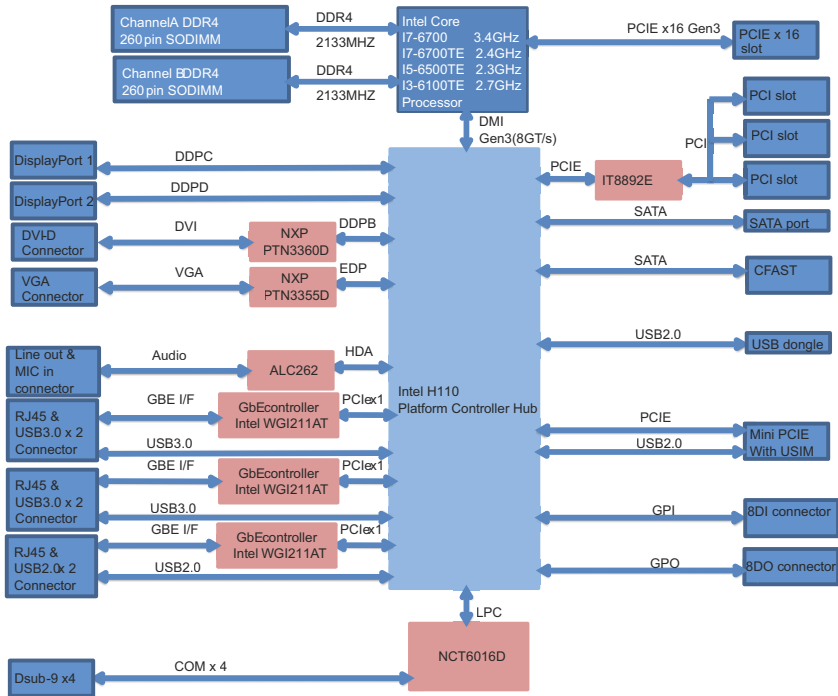 ChannelA DDR4
260pin SODIMM
DDR4
2133MHZ
Channel BDDR4
260pin SODIMM
DDR4
2133MHZ
Intel Core
I7-6700 3.4GHz
I7-6700TE 2.4GHz
I5-6500TE 2.3GHz
I3-6100TE 2.7GHz
Processor
PCIE x16 Gen3
PCIE x 16
slot
DMI
Gen3(8GT/s)
DisplayPort 1
DDPC
DisplayPort 2
DDPD
DVI-D
Connector
DVI
NXP
PTN3360D
DDPB
VGA
Connector
VGA
NXP
PTN3355D
EDP
Line out &
MIC in
connector
Audio
ALC262
HDA
RJ45 &
USB3.0 x 2
Connector
GBE I/F
GbEcontroller
Intel WGI211AT
PCIex1
USB3.0
RJ45 &
USB3.0 x 2
Connector
GBE I/F
GbEcontroller
Intel WGI211AT
PCIex1
USB3.0
RJ45 &
USB2.0x 2
Connector
GBE I/F
GbEcontroller
Intel WGI211AT
PCIex1
USB2.0
Intel H110
Platform Controller Hub
PCIE
IT8892E
PCI
PCI slot
PCI slot
PCI slot
SATA
SATA port
SATA
CFAST
USB2.0
USB dongle
PCIE
USB2.0
Mini PCIE
With USIM
GPI
8DI connector
GPO
8DO connector
LPC
NCT6016D
COM x 4
Dsub-9 x4